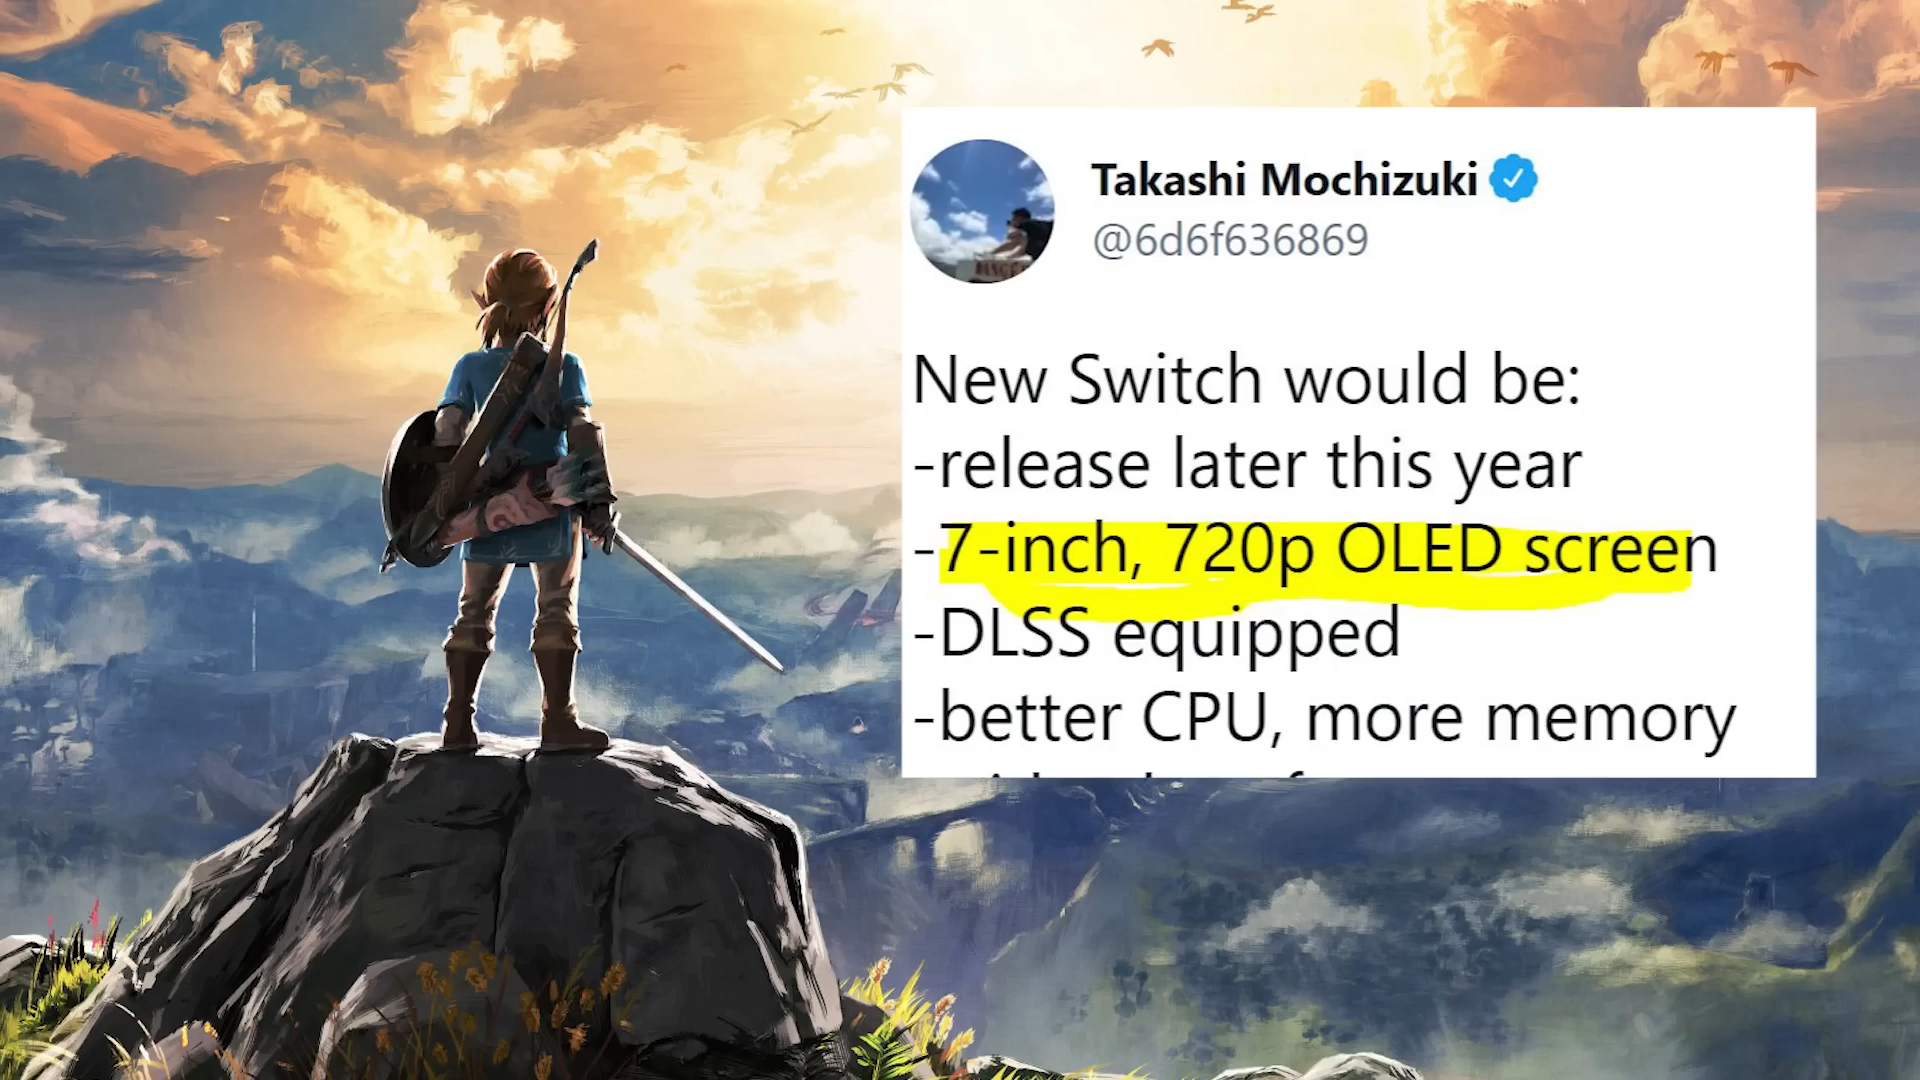 Takashi Mochizuki
@6d6f636869
New Switch would be:
-release later this year
-7-inch, 720p OLED screen
-DLSS equipped
-better CPU, more memory